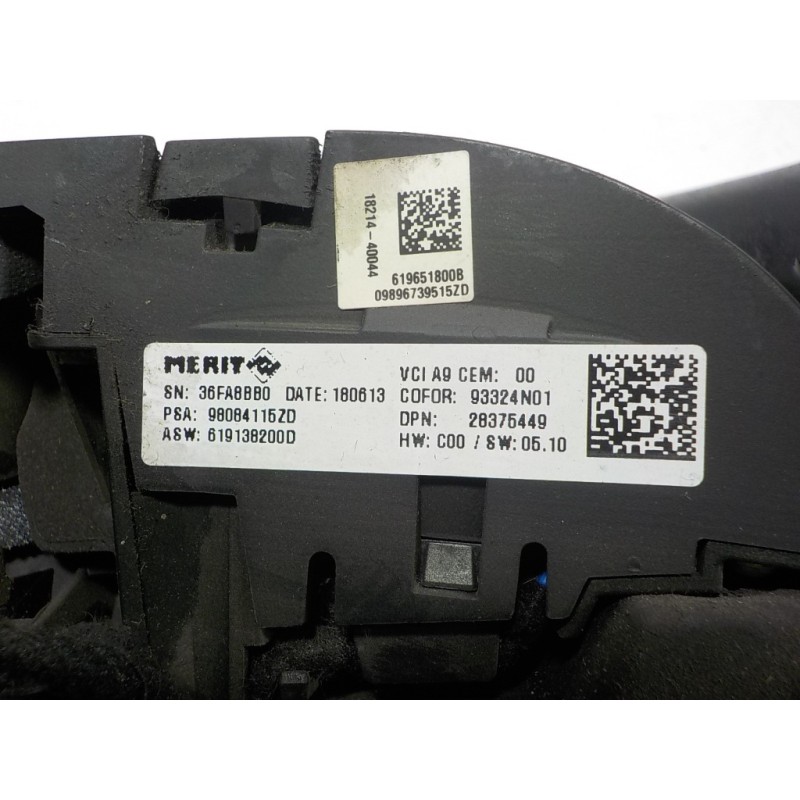 18214-40044
619651800B
09896739515ZD
MERIT
VCI A9 CEM: 00
SN: 36FA8BB0 DATE: 180613
COFOR: 93324N01
PSA: 98084115ZD
DPN: 28375449
ASW: 619138200D
HW: C00 / SW: 05.10